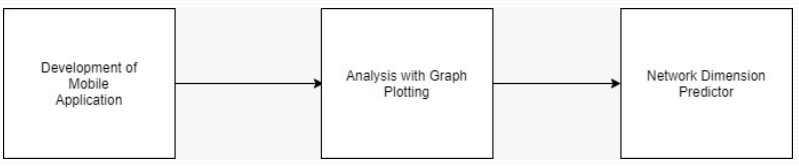 Development of
Mobile
Application
Analysis with Graph
Plotting
Network Dimension
Predictor